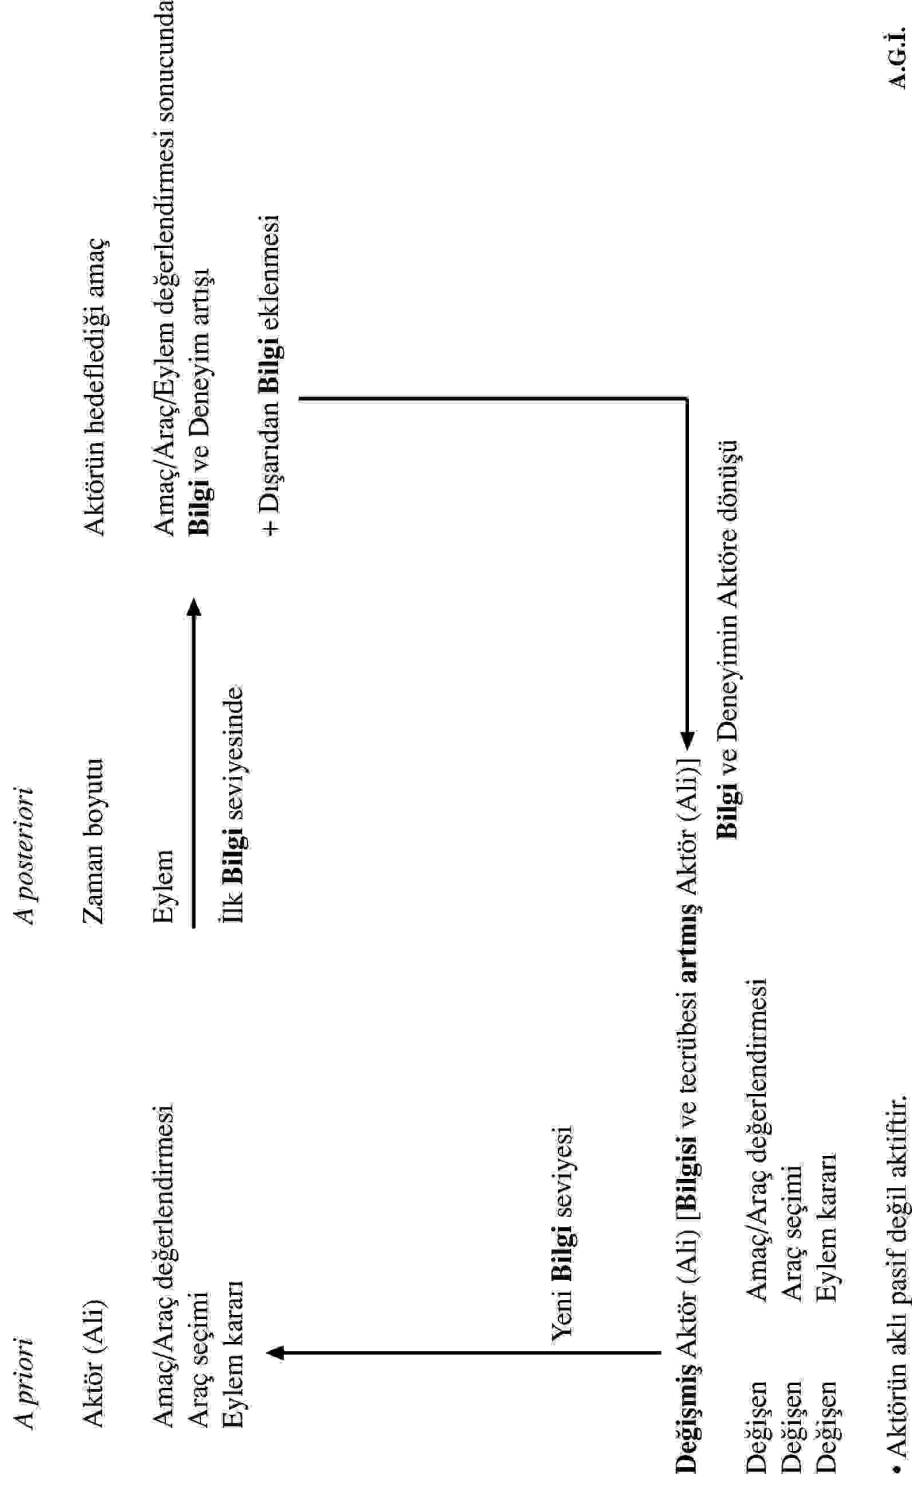 A priori
A posteriori
Aktör (Ali)
Zaman boyutu
Aktörün hedeflediği amaç
Amaç/Araç değerlendirmesi
Araç seçimi
Eylem kararı
Eylem
İlk Bilgi seviyesinde
Amaç/Araç/Eylem değerlendirmesi sonucunda
Bilgi ve Deneyim artışı
+ Dışarıdan Bilgi eklenmesi
Yeni Bilgi seviyesi
Değişmiş Aktör (Ali) [Bilgisi ve tecrübesi artmış Aktör (Ali)]
Bilgi ve Deneyimin Aktöre dönüşü
Değişen Amaç/Araç değerlendirmesi
Değişen Araç seçimi
Değişen Eylem kararı
• Aktörün aklı pasif değil aktiftir.
A.G.İ.